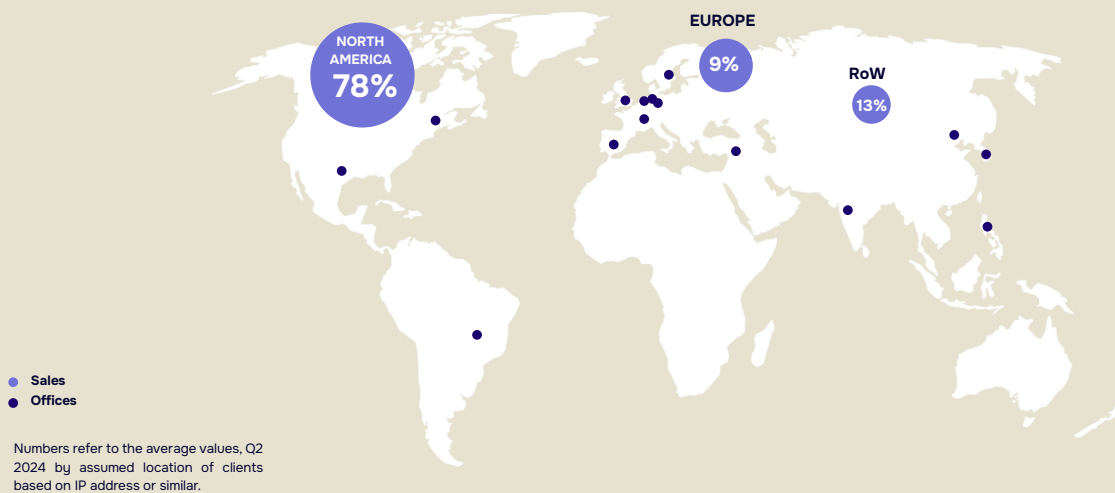 NORTH
AMERICA
78%
EUROPE
9%
RoW
13%
Sales
Offices
Numbers refer to the average values, Q2
2024 by assumed location of clients
based on IP address or similar.